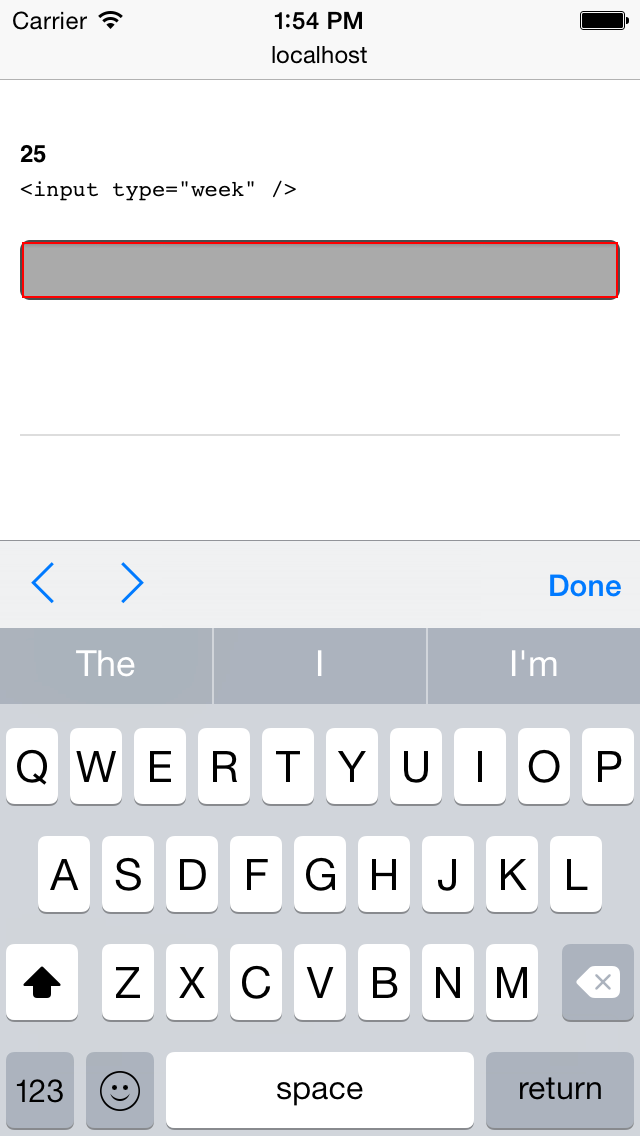 Carrier 1:54 PM
localhost
25
<input type="week" />
Done
The I I'm
Q W E R T Y U I O P
A S D F G H J K L
Z X C V B N M
123 space return